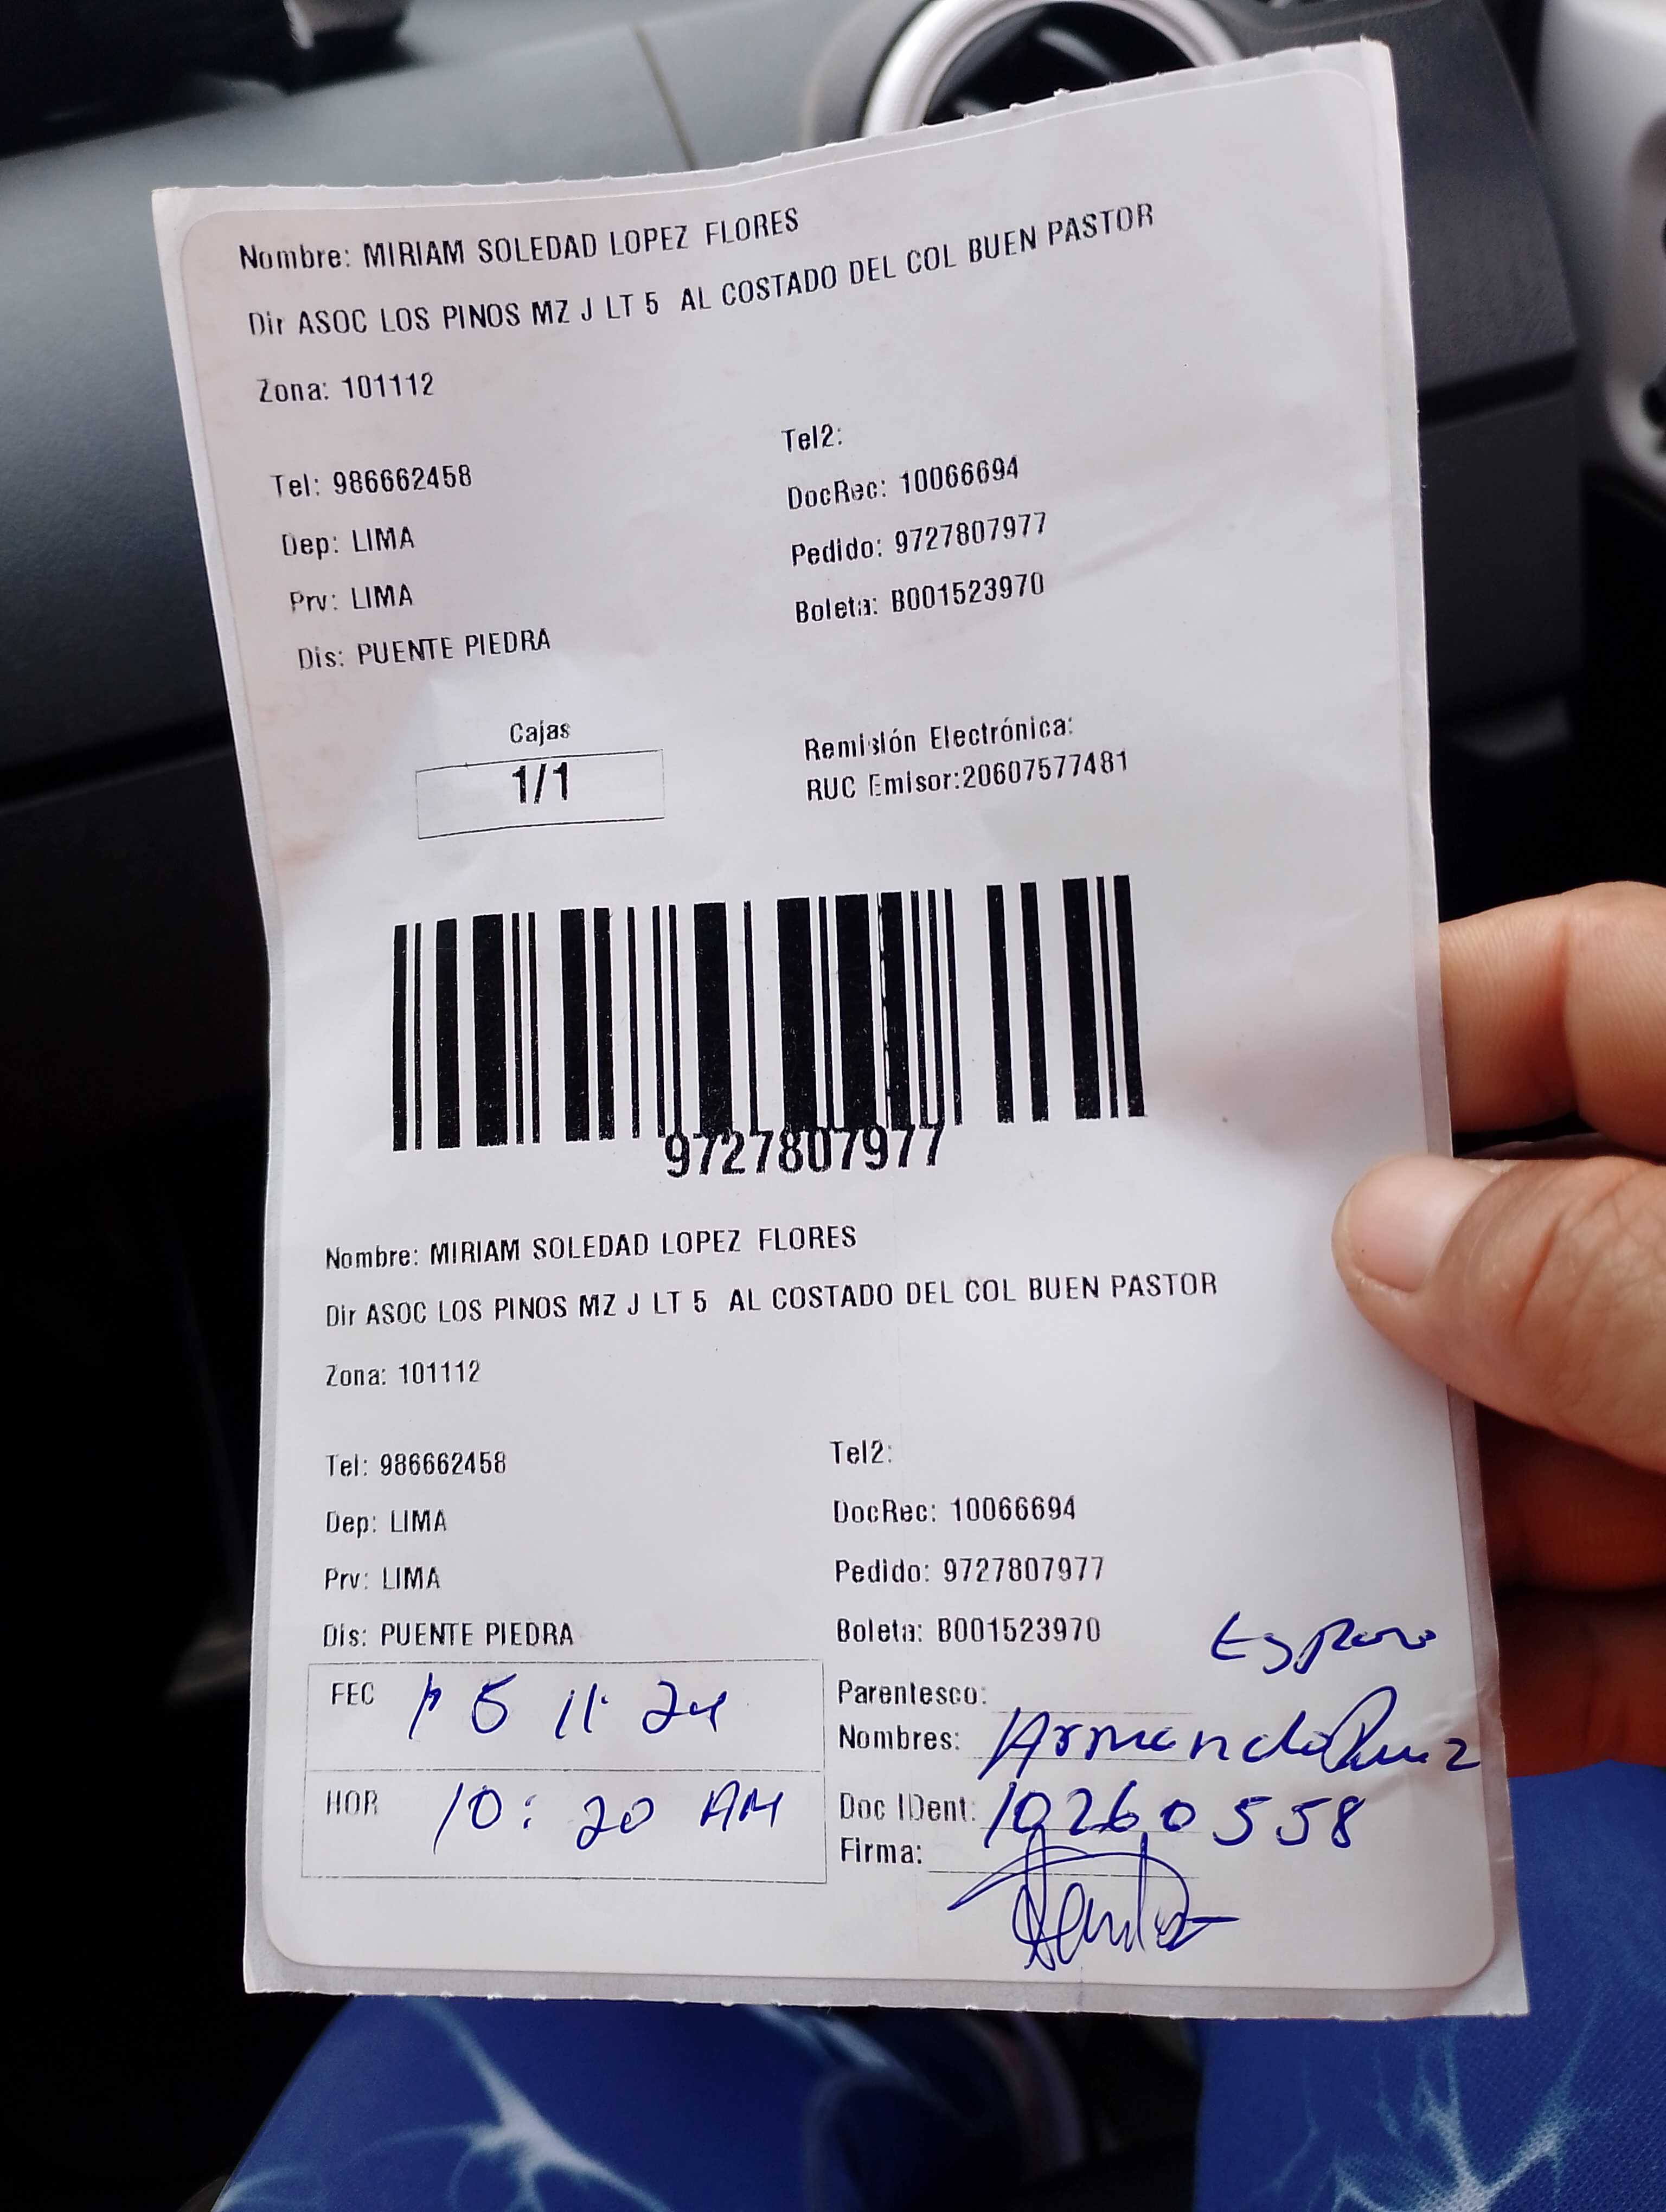 Nombre: MIRIAM SOLEDAD LOPEZ FLORES
Dir ASOC LOS PINOS MZ J LT 5 AL COSTADO DEL COL BUEN PASTOR
Zona: 101112
Tel: 986662458
Tel2:
DocRec: 10066694
Dep: LIMA
Pedido: 9727807977
Prv: LIMA
Boleta: B001523970
Dis: PUENTE PIEDRA
Cajas
1/1
Remisión Electrónica:
RUC Emisor:20607577481
9727807977
Nombre: MIRIAM SOLEDAD LOPEZ FLORES
Dir ASOC LOS PINOS MZ J LT 5 AL COSTADO DEL COL BUEN PASTOR
Zona: 101112
Tel: 986662458
Tel2:
Dep: LIMA
DocRec: 10066694
Prv: LIMA
Pedido: 9727807977
Dis: PUENTE PIEDRA
Boleta: B001523970
FEC 11 24
Parentesco:
Nombres: Armando Ruiz
HOR 10:20 AM
Doc IDent: 10260558
Firma: